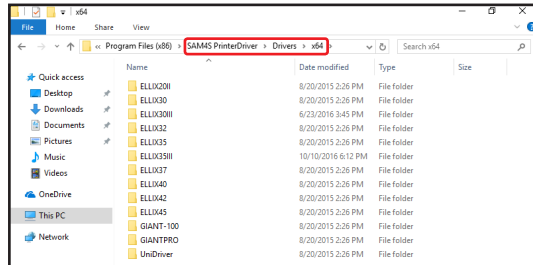 x64
File Home Share View
« Program Files (x86) > SAM4S PrinterDriver > Drivers > x64 Search x64
Name Date modified Type Size
Quick access
Desktop
Downloads
Documents
Pictures
Music
Videos
OneDrive
This PC
Network
ELLIX20II 8/20/2015 2:26 PM File folder
ELLIX30 8/20/2015 2:26 PM File folder
ELLIX30III 6/23/2016 3:45 PM File folder
ELLIX32 8/20/2015 2:26 PM File folder
ELLIX35 8/20/2015 2:26 PM File folder
ELLIX35III 10/10/2016 6:12 PM File folder
ELLIX37 8/20/2015 2:26 PM File folder
ELLIX40 8/20/2015 2:26 PM File folder
ELLIX42 8/20/2015 2:26 PM File folder
ELLIX45 8/20/2015 2:26 PM File folder
GIANT-100 8/20/2015 2:26 PM File folder
GIANTPRO 8/20/2015 2:26 PM File folder
UniDriver 8/20/2015 2:26 PM File folder